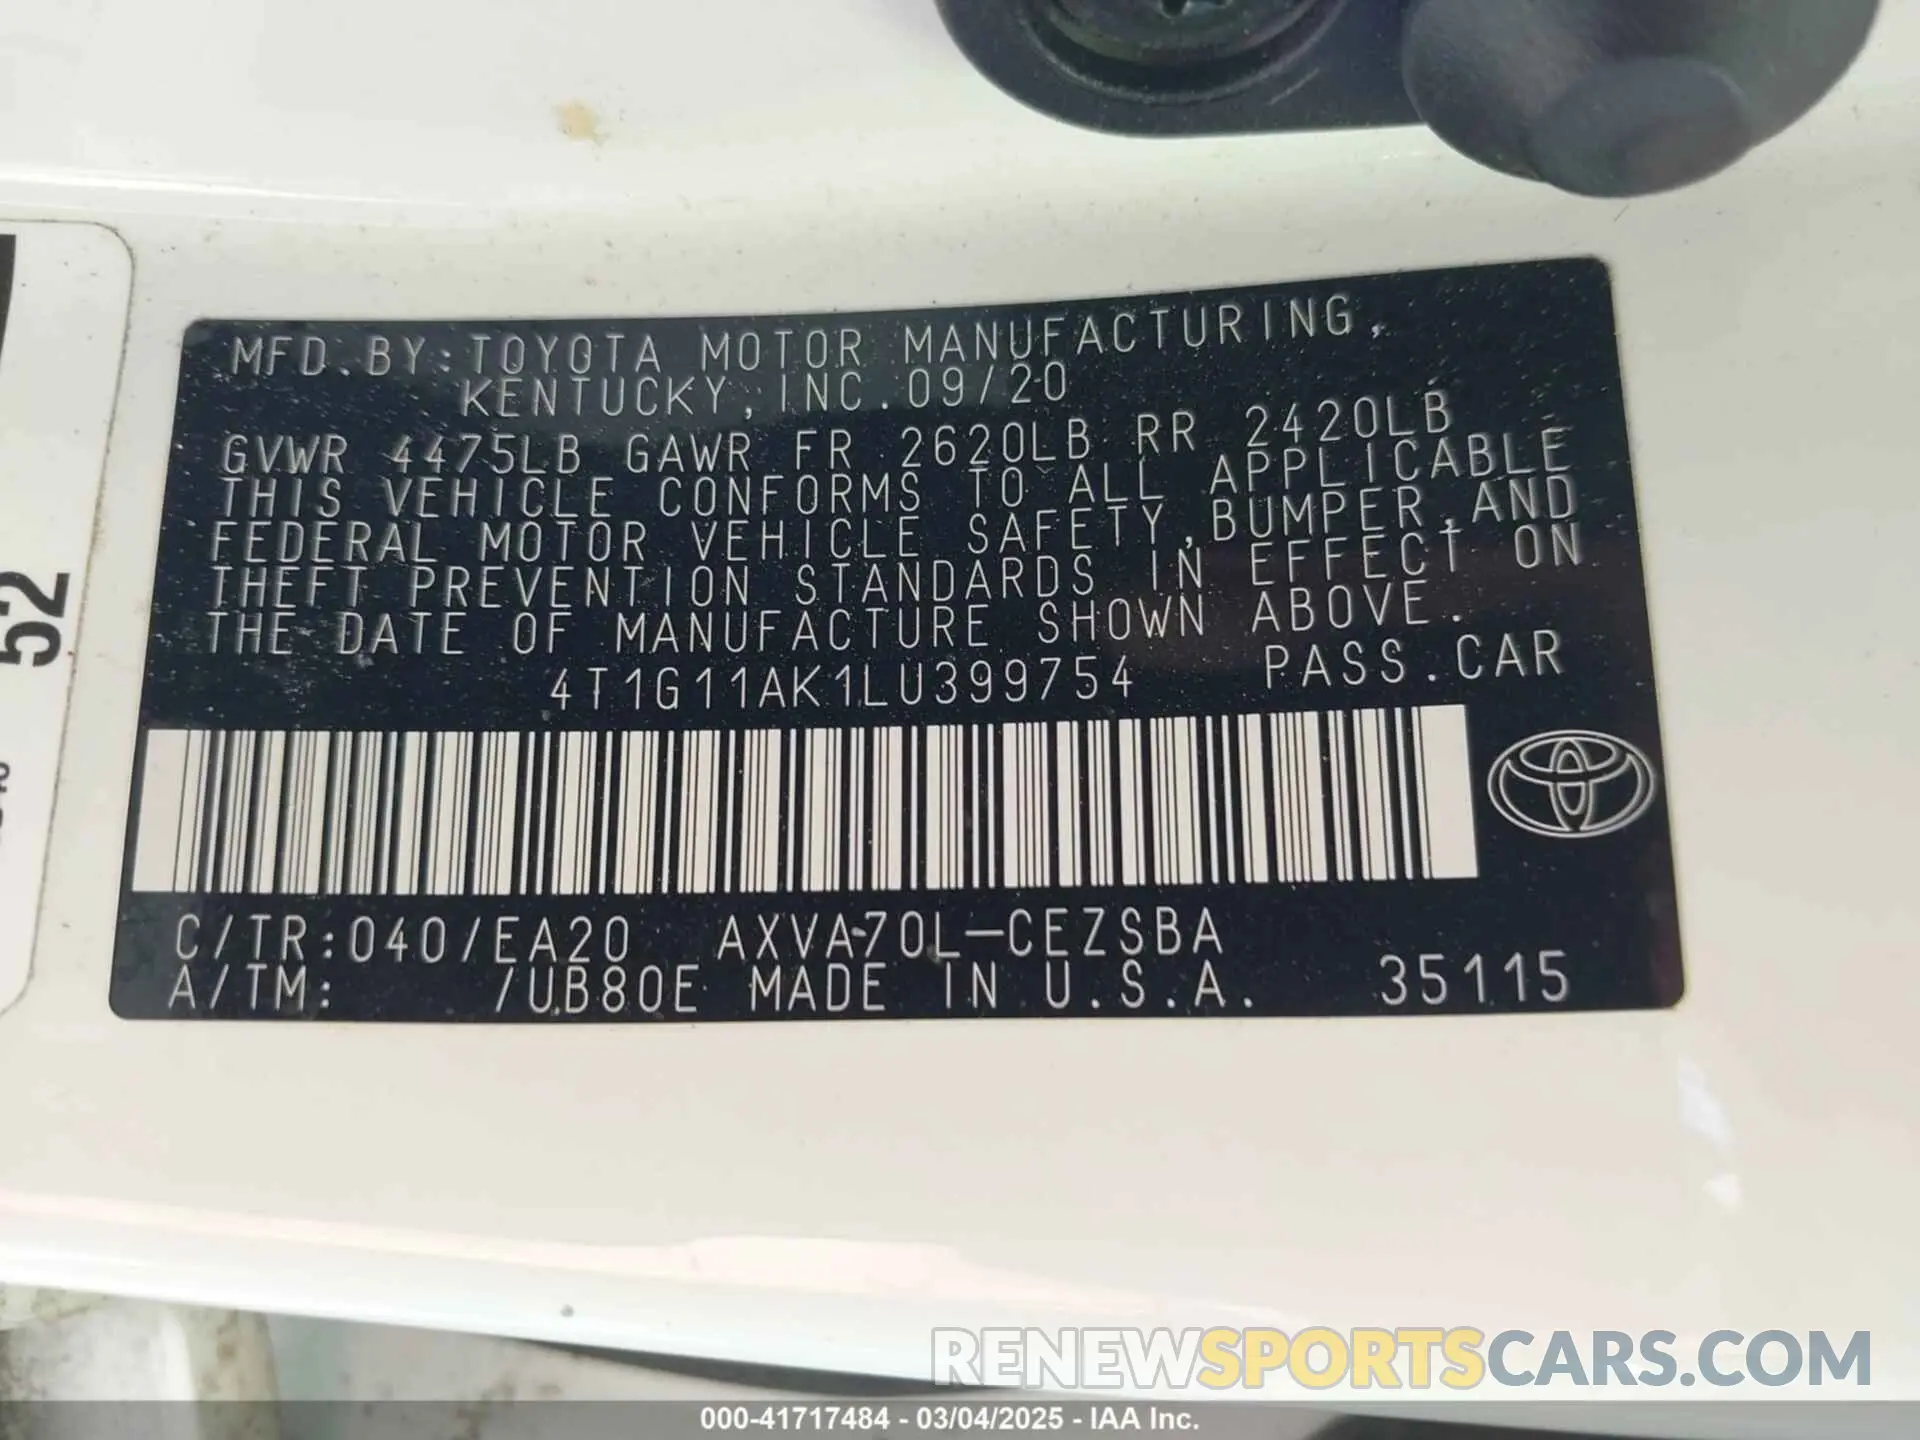 MFD.BY:TOYOTA MOTOR MANUFACTURING,
KENTUCKY, INC. 09/20
GVWR 4475LB GAWR FR 2620LB RR 2420LB
THIS VEHICLE CONFORMS TO ALL APPLICABLE
FEDERAL MOTOR VEHICLE SAFETY, BUMPER, AND
THEFT PREVENTION STANDARDS IN EFFECT ON
THE DATE OF MANUFACTURE SHOWN ABOVE.
4T1G11AK1LU399754 PASS.CAR
C/TR:040/EA20 AXVA70L-CEZSBA
A/TM: /UB80E MADE IN U.S.A. 35115
52
RENEWSPORTSCARS.COM
000-41717484 - 03/04/2025 - IAA Inc.